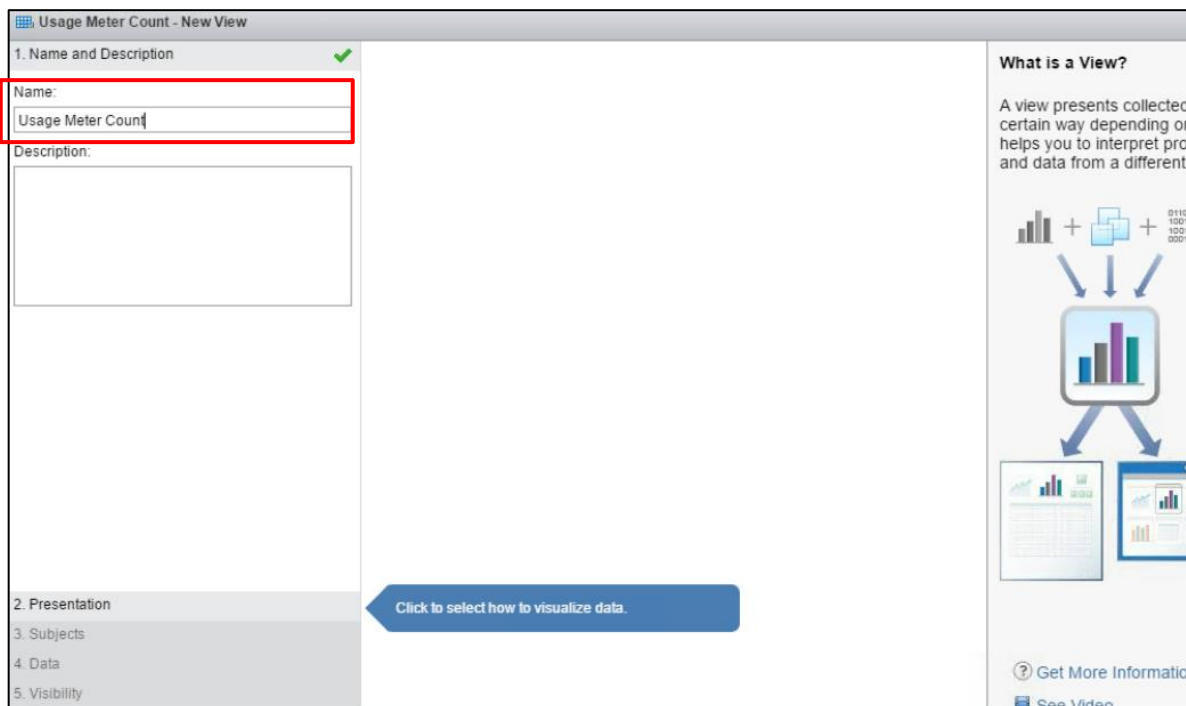 Usage Meter Count - New View
1. Name and Description
Name:
Usage Meter Count
Description:
2. Presentation
Click to select how to visualize data.
3. Subjects
4. Data
5. Visibility
What is a View?
A view presents collected
certain way depending
helps you to interpret
and data from a different
Get More
See Video